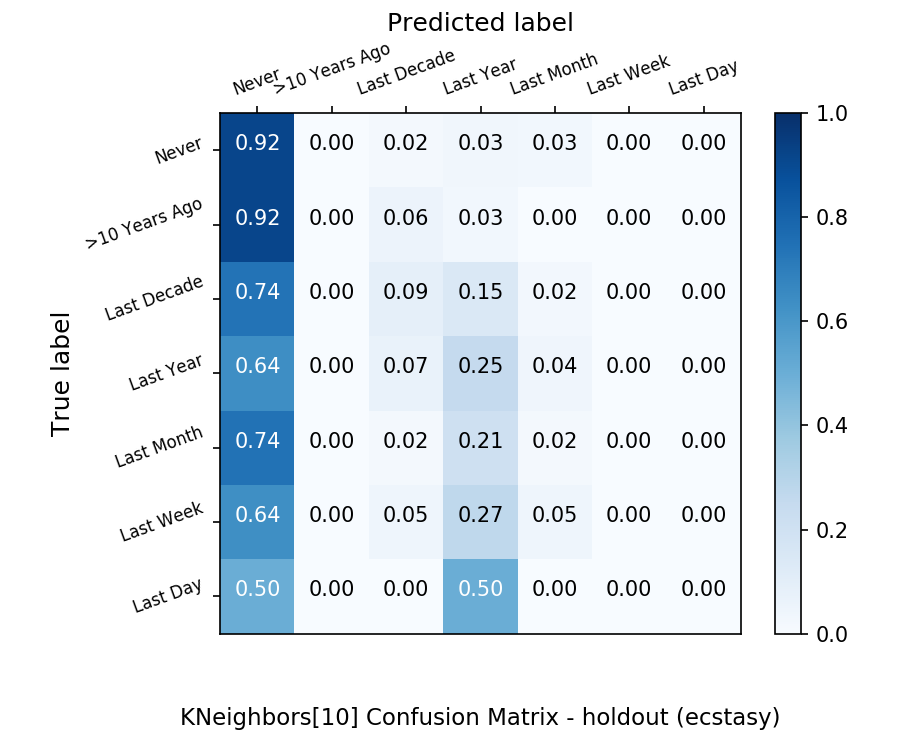 Predicted label
Never >10 Years Ago Last Decade Last Year Last Month Last Week Last Day
1.0
Never 0.92 0.00 0.02 0.03 0.03 0.00 0.00
0.8
>10 Years Ago 0.92 0.00 0.06 0.03 0.00 0.00 0.00
Last Decade 0.74 0.00 0.09 0.15 0.02 0.00 0.00
0.6
True label
Last Year 0.64 0.00 0.07 0.25 0.04 0.00 0.00
0.4
Last Month 0.74 0.00 0.02 0.21 0.02 0.00 0.00
Last Week 0.64 0.00 0.05 0.27 0.05 0.00 0.00
0.2
Last Day 0.50 0.00 0.00 0.50 0.00 0.00 0.00
0.0
KNeighbors[10] Confusion Matrix - holdout (ecstasy)